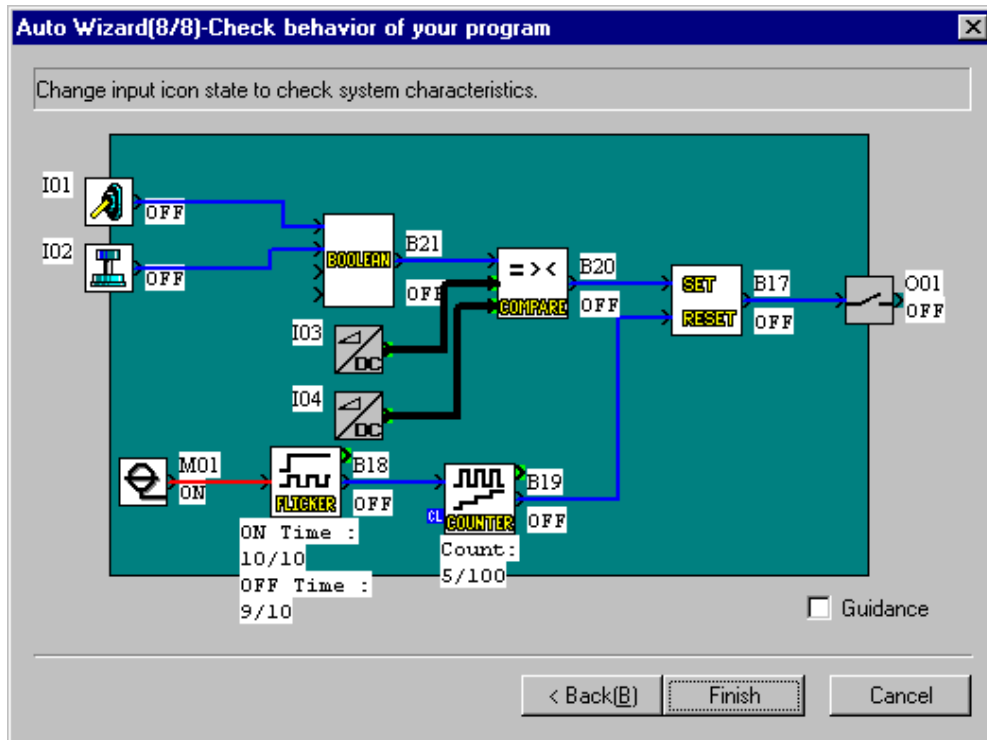 Auto Wizard(8/8)-Check behavior of your program
Change input icon state to check system characteristics.
I01
OFF
I02
OFF
BOOLEAN
B21
OFF
=><
COMPARE
B20
OFF
SET
RESET
B17
OFF
O01
OFF
I03
DC
I04
DC
M01
ON
FLICKER
B18
OFF
CL
COUNTER
B19
OFF
ON Time :
10/10
OFF Time :
9/10
Count:
5/100
Guidance
< Back(B)
Finish
Cancel